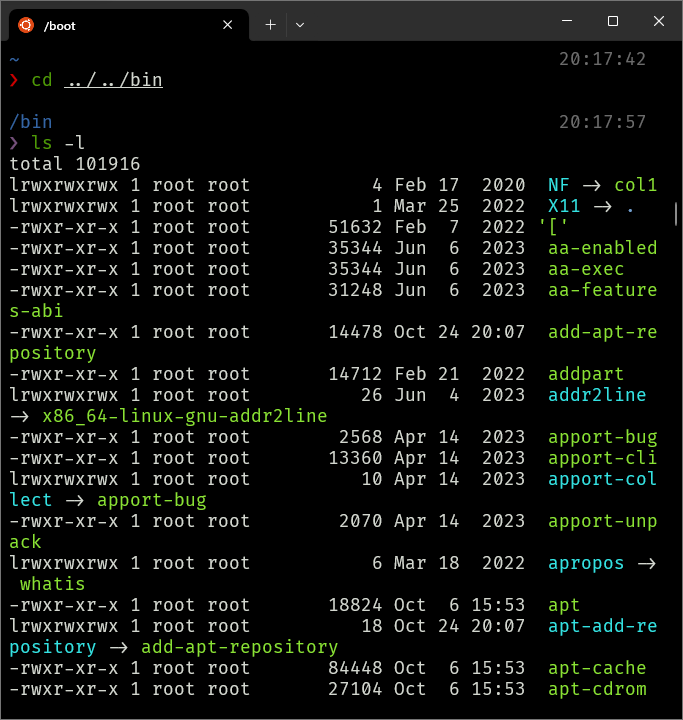 /boot
~ 20:17:42
❯ cd ../../bin
/bin 20:17:57
❯ ls -l
total 101916
lrwxrwxrwx 1 root root 4 Feb 17 2020 NF -> col1
lrwxrwxrwx 1 root root 1 Mar 25 2022 X11 -> .
-rwxr-xr-x 1 root root 51632 Feb 7 2022 '['
-rwxr-xr-x 1 root root 35344 Jun 6 2023 aa-enabled
-rwxr-xr-x 1 root root 35344 Jun 6 2023 aa-exec
-rwxr-xr-x 1 root root 31248 Jun 6 2023 aa-feature
s-abi
-rwxr-xr-x 1 root root 14478 Oct 24 20:07 add-apt-re
pository
-rwxr-xr-x 1 root root 14712 Feb 21 2022 addpart
lrwxrwxrwx 1 root root 26 Jun 4 2023 addr2line
-> x86_64-linux-gnu-addr2line
-rwxr-xr-x 1 root root 2568 Apr 14 2023 apport-bug
-rwxr-xr-x 1 root root 13360 Apr 14 2023 apport-cli
lrwxrwxrwx 1 root root 10 Apr 14 2023 apport-col
lect -> apport-bug
-rwxr-xr-x 1 root root 2070 Apr 14 2023 apport-unp
ack
lrwxrwxrwx 1 root root 6 Mar 18 2022 apropos ->
whatis
-rwxr-xr-x 1 root root 18824 Oct 6 15:53 apt
lrwxrwxrwx 1 root root 18 Oct 24 20:07 apt-add-re
pository -> add-apt-repository
-rwxr-xr-x 1 root root 84448 Oct 6 15:53 apt-cache
-rwxr-xr-x 1 root root 27104 Oct 6 15:53 apt-cdrom